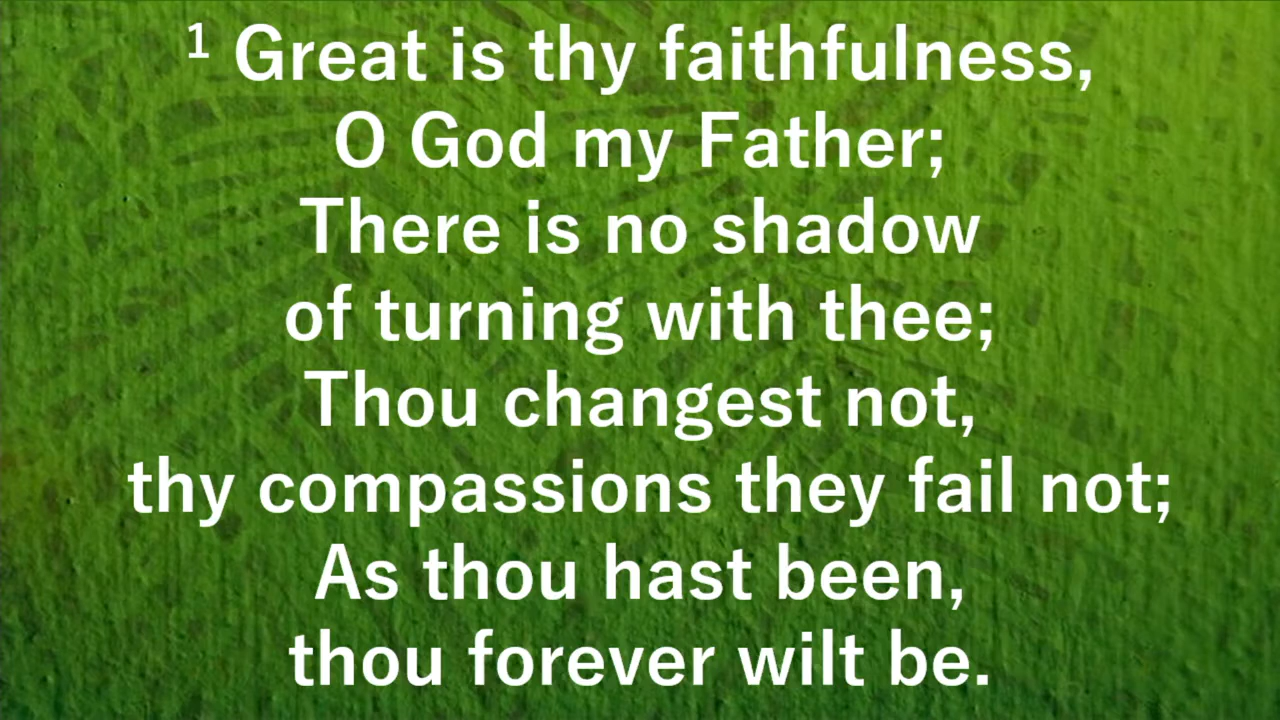 ¹ Great is thy faithfulness,
O God my Father;
There is no shadow
of turning with thee;
Thou changest not,
thy compassions they fail not;
As thou hast been,
thou forever wilt be.